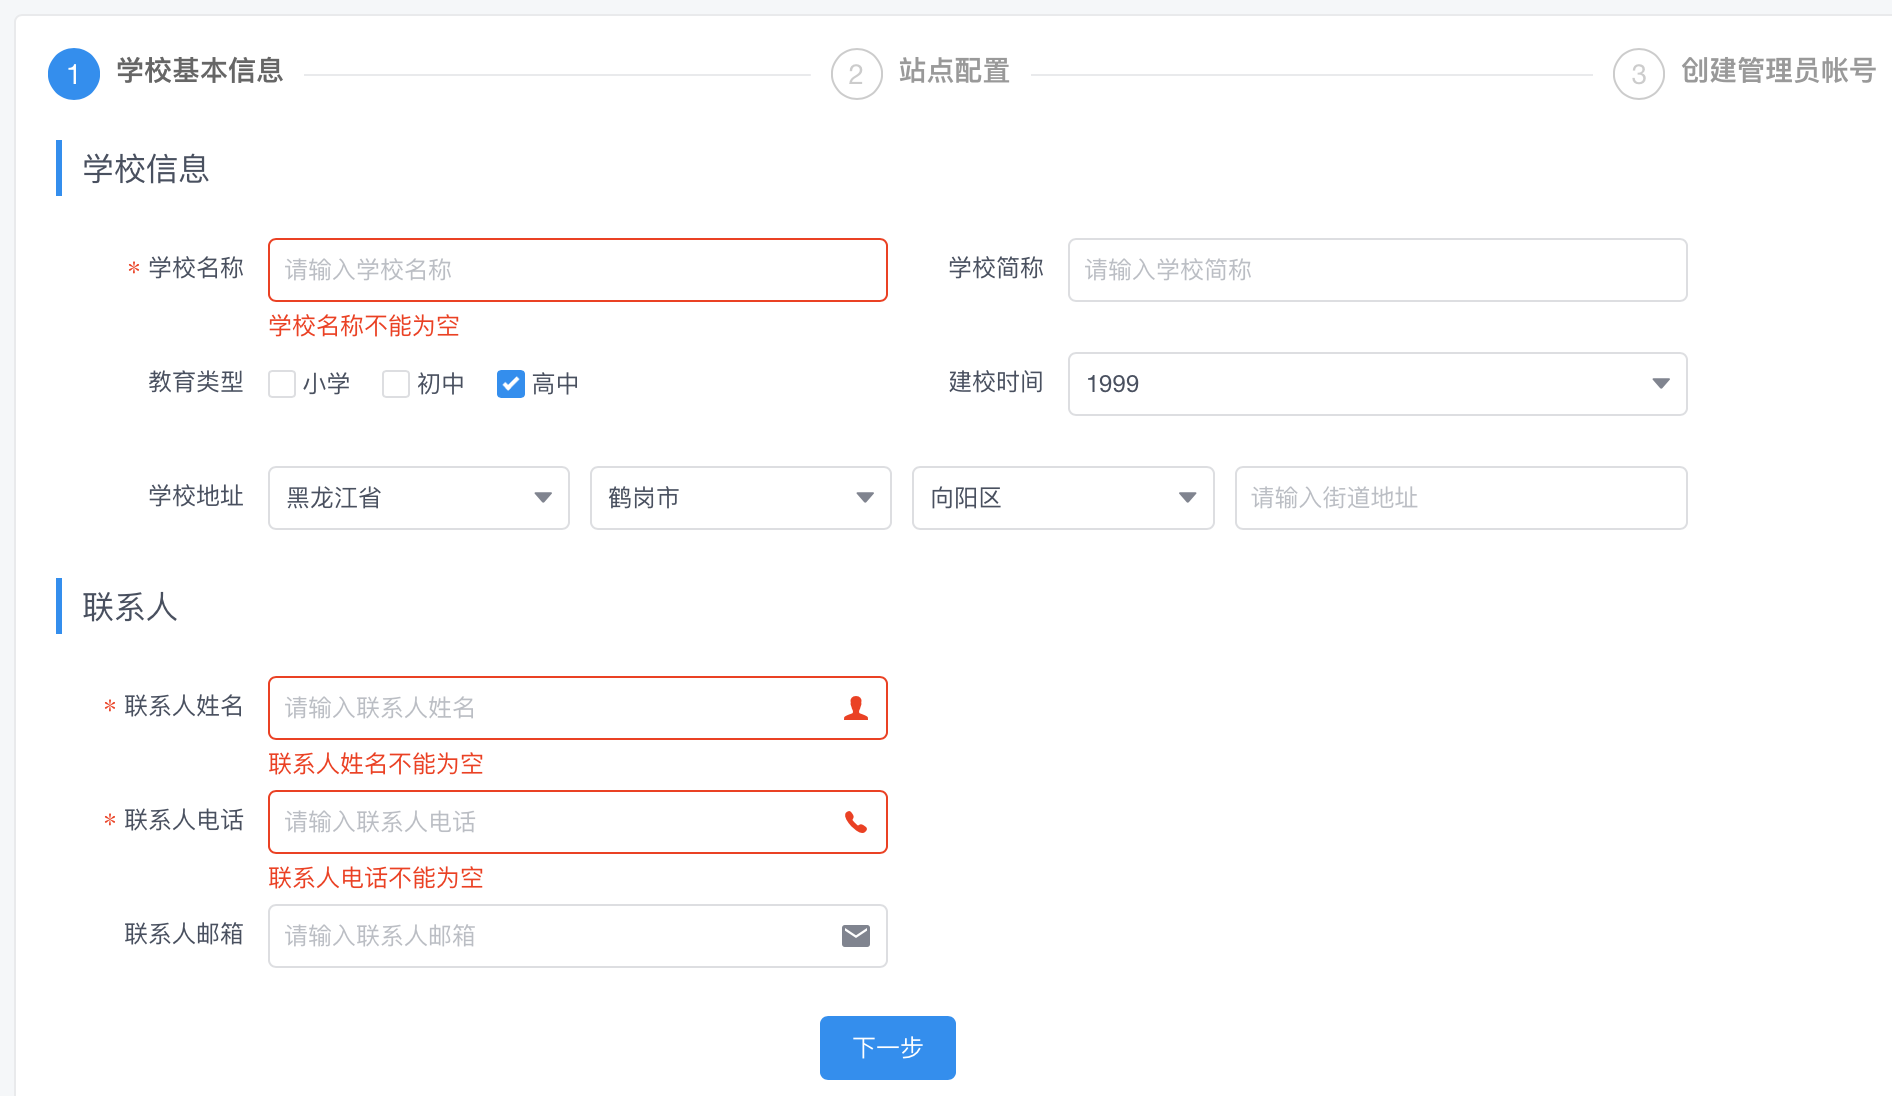 1 学校基本信息 2 站点配置 3 创建管理员帐号
学校信息
* 学校名称 请输入学校名称 学校简称 请输入学校简称
学校名称不能为空
教育类型 小学 初中 高中 建校时间 1999
学校地址 黑龙江省 鹤岗市 向阳区 请输入街道地址
联系人
* 联系人姓名 请输入联系人姓名
联系人姓名不能为空
* 联系人电话 请输入联系人电话
联系人电话不能为空
联系人邮箱 请输入联系人邮箱
下一步